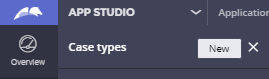 APP STUDIO
Application
Overview
Case types
New